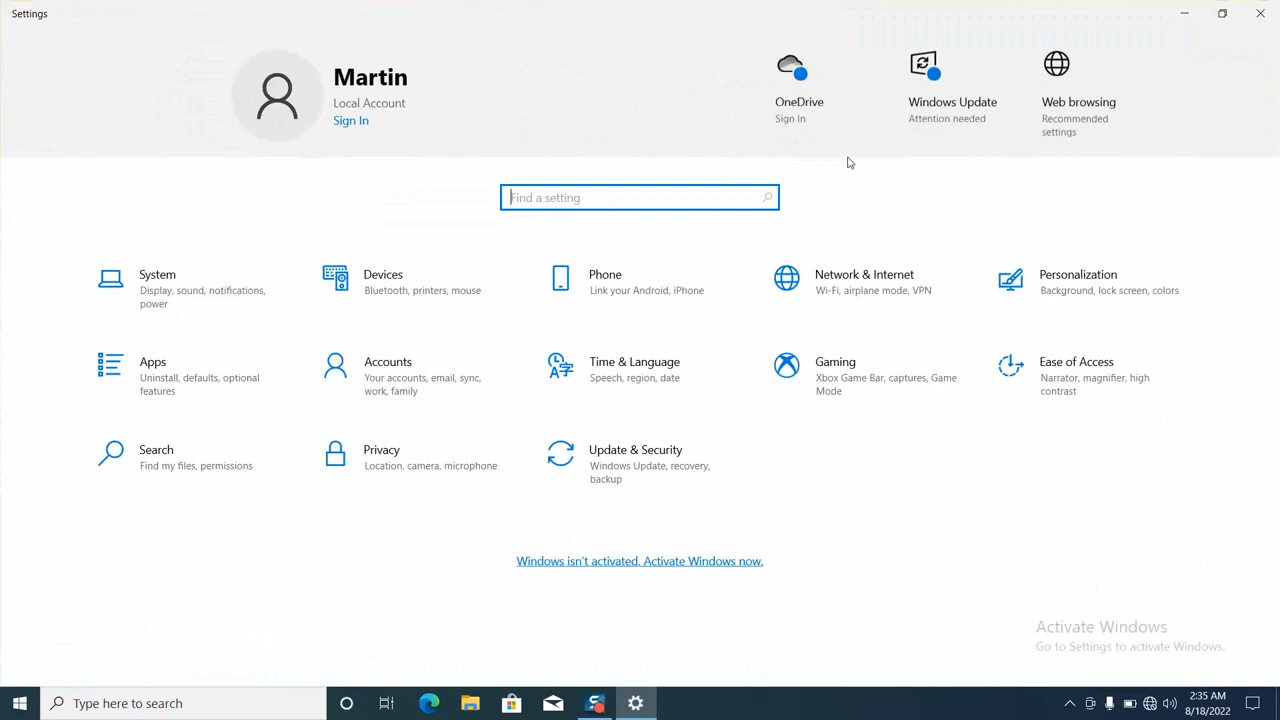 Settings
Martin
Local Account
Sign In
OneDrive
Sign In
Windows Update
Attention needed
Web browsing
Recommended
settings
Find a setting
System
Display, sound, notifications,
power
Devices
Bluetooth, printers, mouse
Phone
Link your Android, iPhone
Network & Internet
Wi-Fi, airplane mode, VPN
Personalization
Background, lock screen, colors
Apps
Uninstall, defaults, optional
features
Accounts
Your accounts, email, sync,
work, family
Time & Language
Speech, region, date
Gaming
Xbox Game Bar, captures, Game
Mode
Ease of Access
Narrator, magnifier, high
contrast
Search
Find my files, permissions
Privacy
Location, camera, microphone
Update & Security
Windows Update, recovery,
backup
Windows isn't activated. Activate Windows now.
Activate Windows
Go to Settings to activate Windows.
Type here to search
2:35 AM
8/18/2022